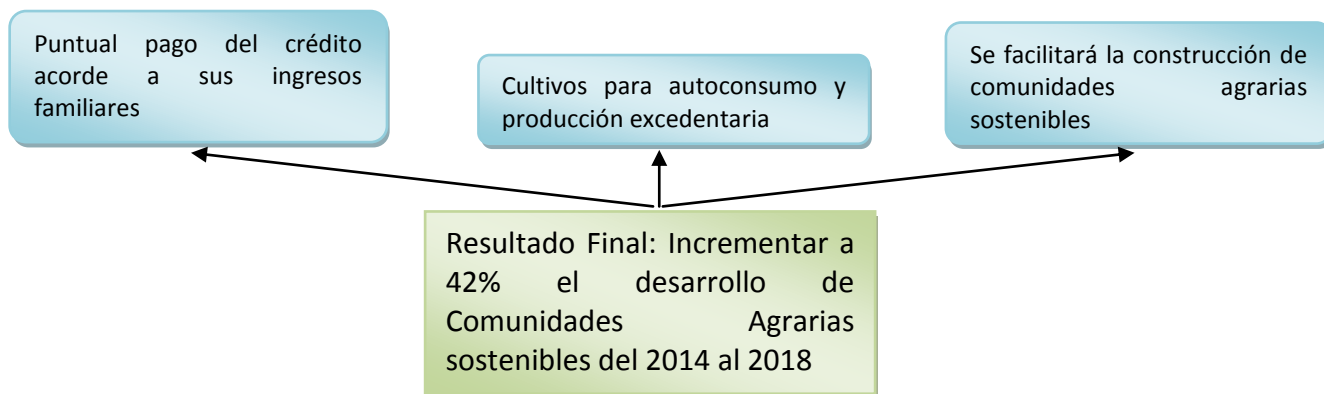 Puntual pago del crédito
acorde a sus ingresos
familiares
Cultivos para autoconsumo y
producción excedentaria
Se facilitará la construcción de
comunidades agrarias
sostenibles
Resultado Final: Incrementar a
42% el desarrollo de
Comunidades Agrarias
sostenibles del 2014 al 2018